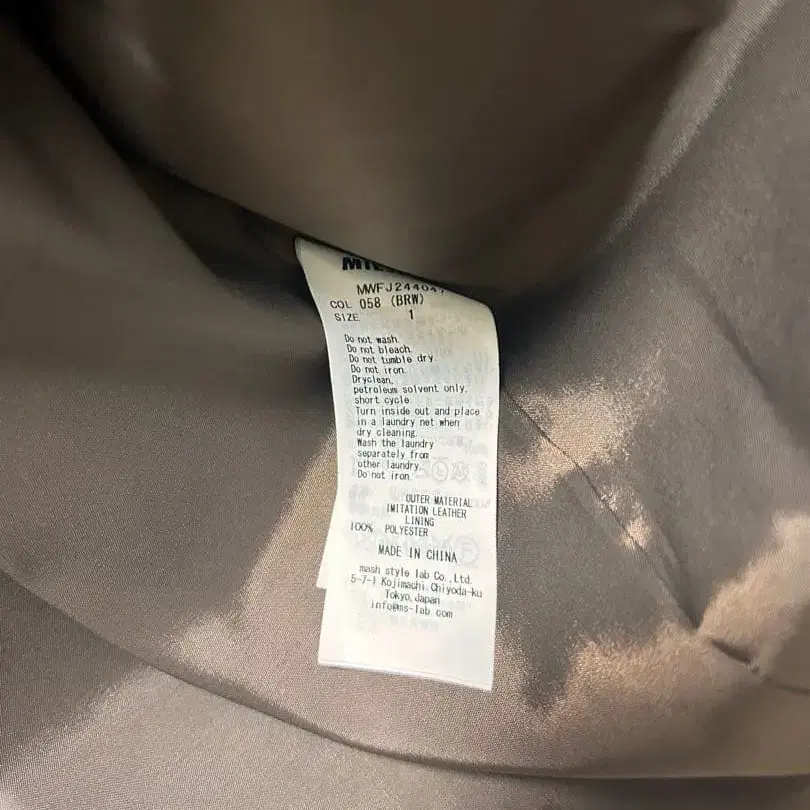 MWFJ24404
COL 058 (BRW)
SIZE 1
Do not wash.
Do not bleach.
Do not tumble dry.
Do not iron.
Dryclean,
petroleum solvent only,
short cycle.
Turn inside out and place
in a laundry net when
dry cleaning.
Wash the laundry
separately from
other laundry.
Do not iron.
OUTER MATERIAL
IMITATION LEATHER
LINING
100% POLYESTER
MADE IN CHINA
mash style lab Co., Ltd.
5-7-1 Kojimachi Chiyoda-ku
Tokyo, Japan
info@ms-lab.com